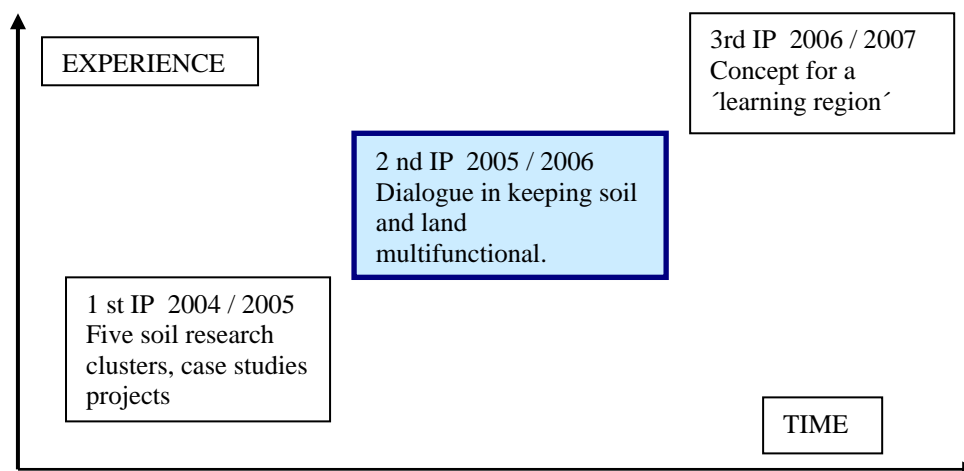 EXPERIENCE
3rd IP  2006 / 2007
Concept for a
´learning region´
2 nd IP  2005 / 2006
Dialogue in keeping soil
and land
multifunctional.
1 st IP  2004 / 2005
Five soil research
clusters, case studies
projects
TIME